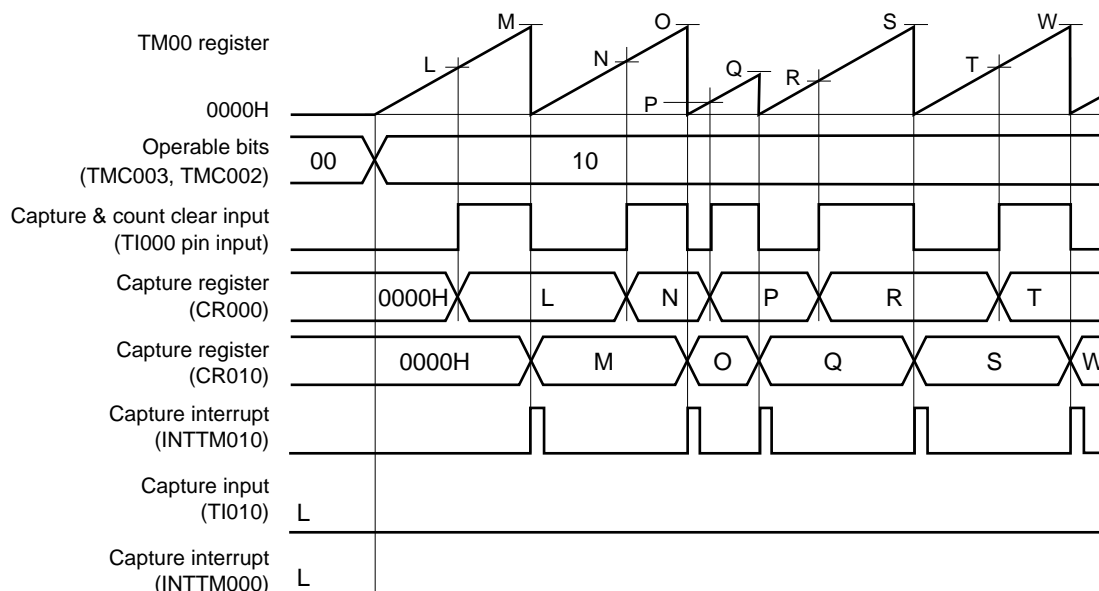 M O S W
TM00 register
L N Q R T
P
0000H
Operable bits
(TMC003, TMC002)
00 10
Capture & count clear input
(TI000 pin input)
Capture register
(CR000)
0000H L N P R T
Capture register
(CR010)
0000H M O Q S W
Capture interrupt
(INTTM010)
Capture input
(TI010)
L
Capture interrupt
(INTTM000)
L